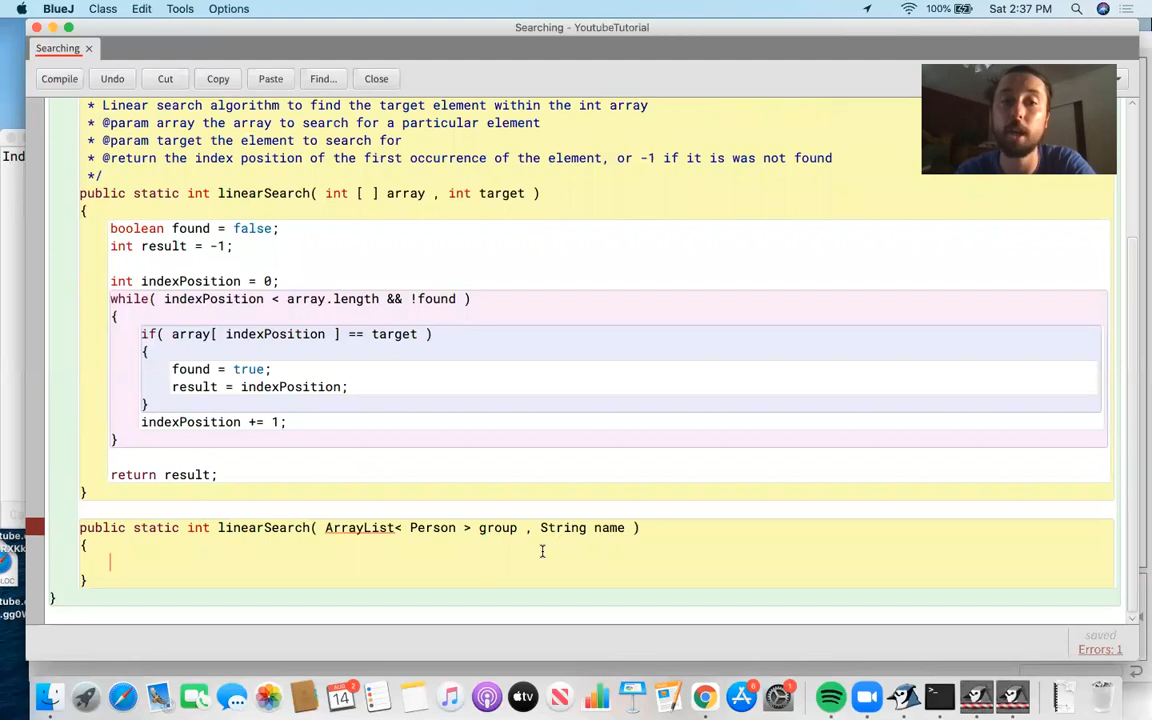 BlueJ Class Edit Tools Options 100% Sat 2:37 PM
Searching - YoutubeTutorial
Searching ×
Compile Undo Cut Copy Paste Find... Close
* Linear search algorithm to find the target element within the int array
* @param array the array to search for a particular element
* @param target the element to search for
* @return the index position of the first occurrence of the element, or -1 if it is was not found
*/
Ind
public static int linearSearch( int [ ] array , int target )
{
boolean found = false;
int result = -1;
int indexPosition = 0;
while( indexPosition < array.length && !found )
{
if( array[ indexPosition ] == target )
{
found = true;
result = indexPosition;
}
indexPosition += 1;
}
return result;
}
public static int linearSearch( ArrayList< Person > group , String name )
{
}
}
saved
Errors: 1
AUG
14
2
tv
6
1